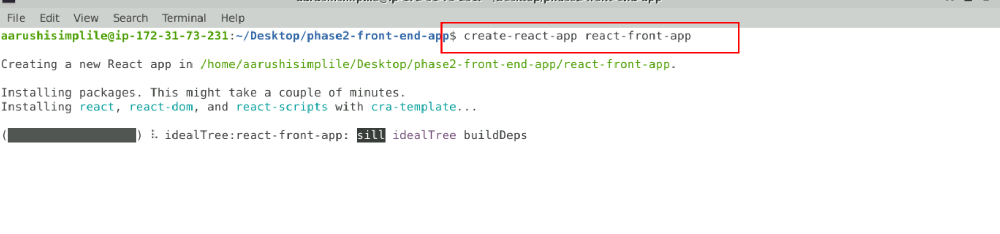 File Edit View Search Terminal Help
aarushisimplile@ip-172-31-73-231:~/Desktop/phase2-front-end-app$ create-react-app react-front-app
Creating a new React app in /home/aarushisimplile/Desktop/phase2-front-end-app/react-front-app.
Installing packages. This might take a couple of minutes.
Installing react, react-dom, and react-scripts with cra-template...
( ) ⠧ idealTree:react-front-app: sill idealTree buildDeps